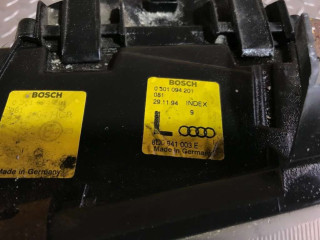 BOSCH
Made in Germany
BOSCH
0 301 094 201
081
29.11.94 INDEX
9
L
941 003 E
Made in Germany